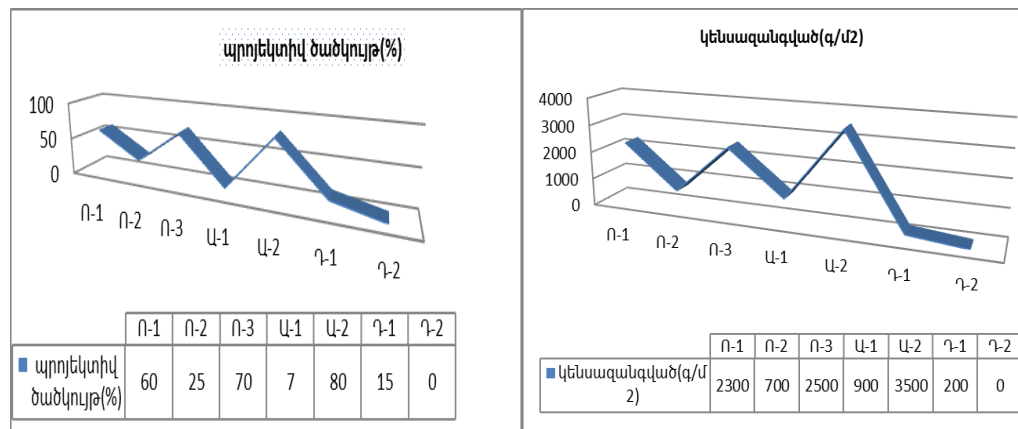 պրոյեկտիվ ծածկույթ(%)
100
50
0
Ո-1
Ո-2
Ո-3
Ա-1
Ա-2
Դ-1
Դ-2
Ո-1 Ո-2 Ո-3 Ա-1 Ա-2 Դ-1 Դ-2
պրոյեկտիվ
ծածկույթ(%)
60 25 70 7 80 15 0
կենսազանգված(գ/մ2)
4000
3000
2000
1000
0
Ո-1
Ո-2
Ո-3
Ա-1
Ա-2
Դ-1
Դ-2
Ո-1 Ո-2 Ո-3 Ա-1 Ա-2 Դ-1 Դ-2
կենսազանգված(գ/մ
2)
2300 700 2500 900 3500 200 0